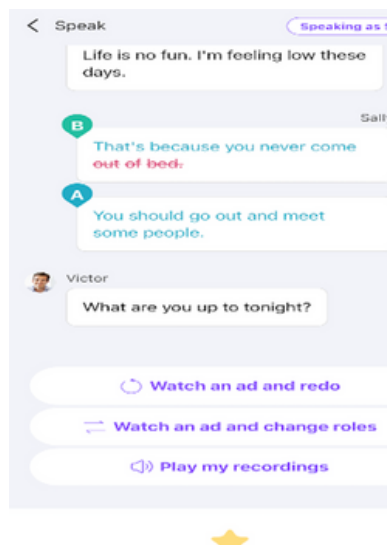 Speak
Speaking as
Life is no fun. I'm feeling low these
days.
B
That's because you never come
out of bed.
A
You should go out and meet
some people.
Victor
What are you up to tonight?
Watch an ad and redo
Watch an ad and change roles
Play my recordings